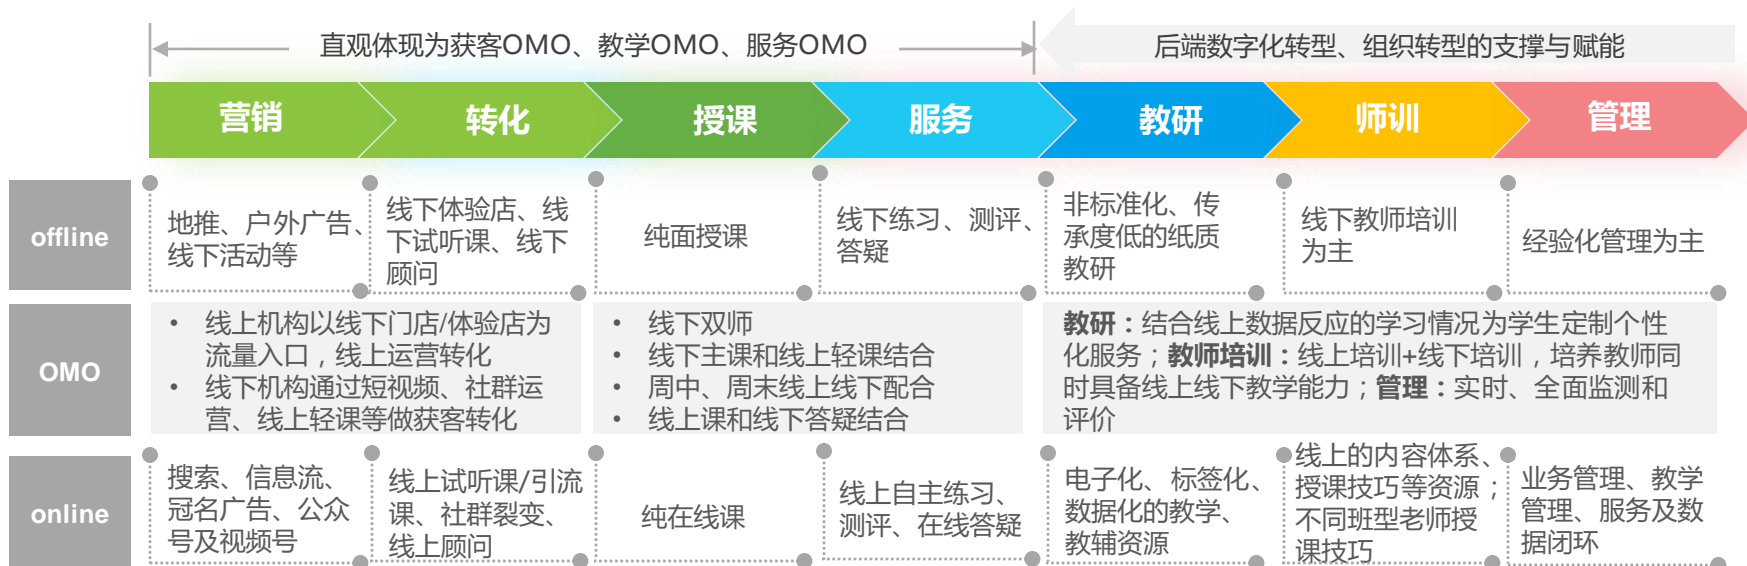 直观体现为获客OMO、教学OMO、服务OMO
后端数字化转型、组织转型的支撑与赋能
营销
转化
授课
服务
教研
师训
管理
offline
地推、户外广告、
线下活动等
线下体验店、线
下试听课、线下
顾问
纯面授课
线下练习、测评、
答疑
非标准化、传
承度低的纸质
教研
线下教师培训
为主
经验化管理为主
OMO
• 线上机构以线下门店/体验店为
流量入口，线上运营转化
• 线下机构通过短视频、社群运
营、线上轻课等做获客转化
• 线下双师
• 线下主课和线上轻课结合
• 周中、周末线上线下配合
• 线上课和线下答疑结合
教研：结合线上数据反应的学习情况为学生定制个性
化服务；教师培训：线上培训+线下培训，培养教师同
时具备线上线下教学能力；管理：实时、全面监测和
评价
online
搜索、信息流、
冠名广告、公众
号及视频号
线上试听课/引流
课、社群裂变、
线上顾问
纯在线课
线上自主练习、
测评、在线答疑
电子化、标签化、
数据化的教学、
教辅资源
线上的内容体系、
授课技巧等资源；
不同班型老师授
课技巧
业务管理、教学
管理、服务及数
据闭环